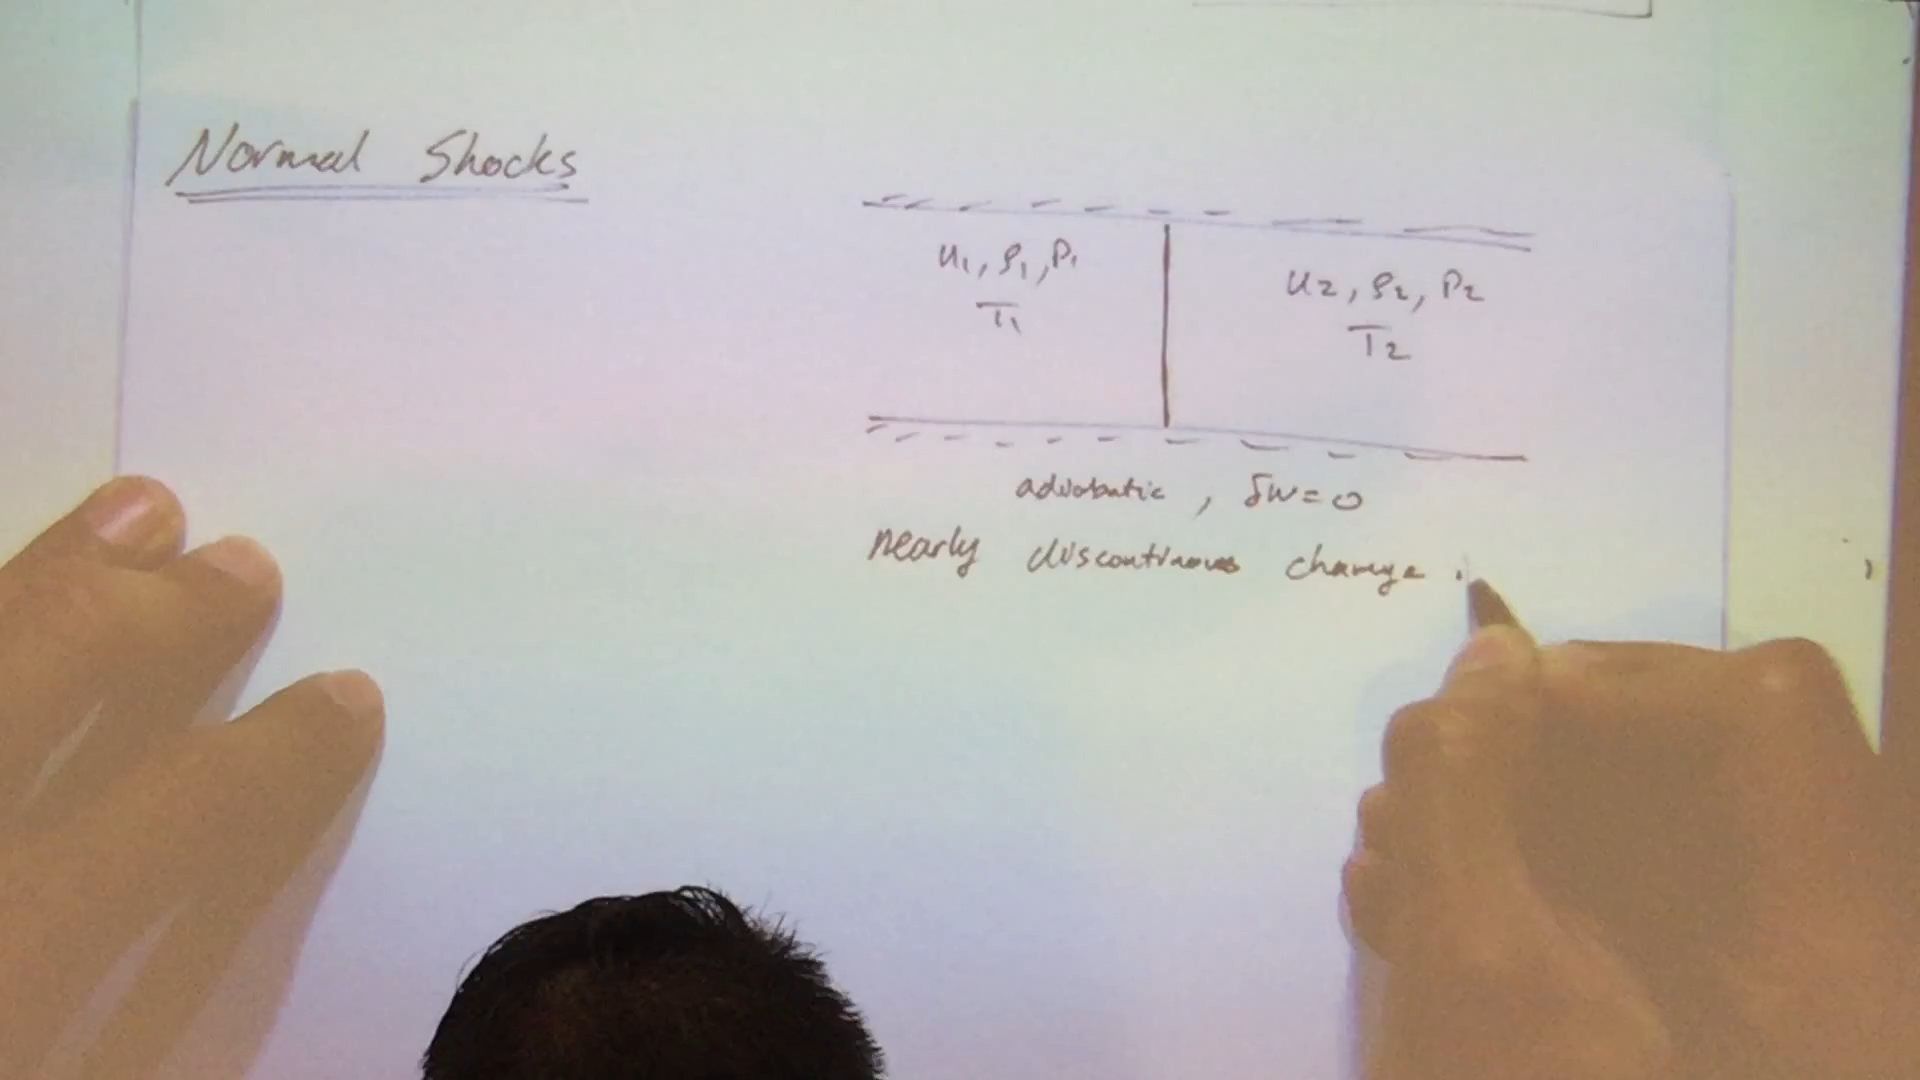 Normal Shocks
u₁, ρ₁, P₁
T₁
u₂, ρ₂, P₂
T₂
adiabatic, δw=0
nearly discontinuous change